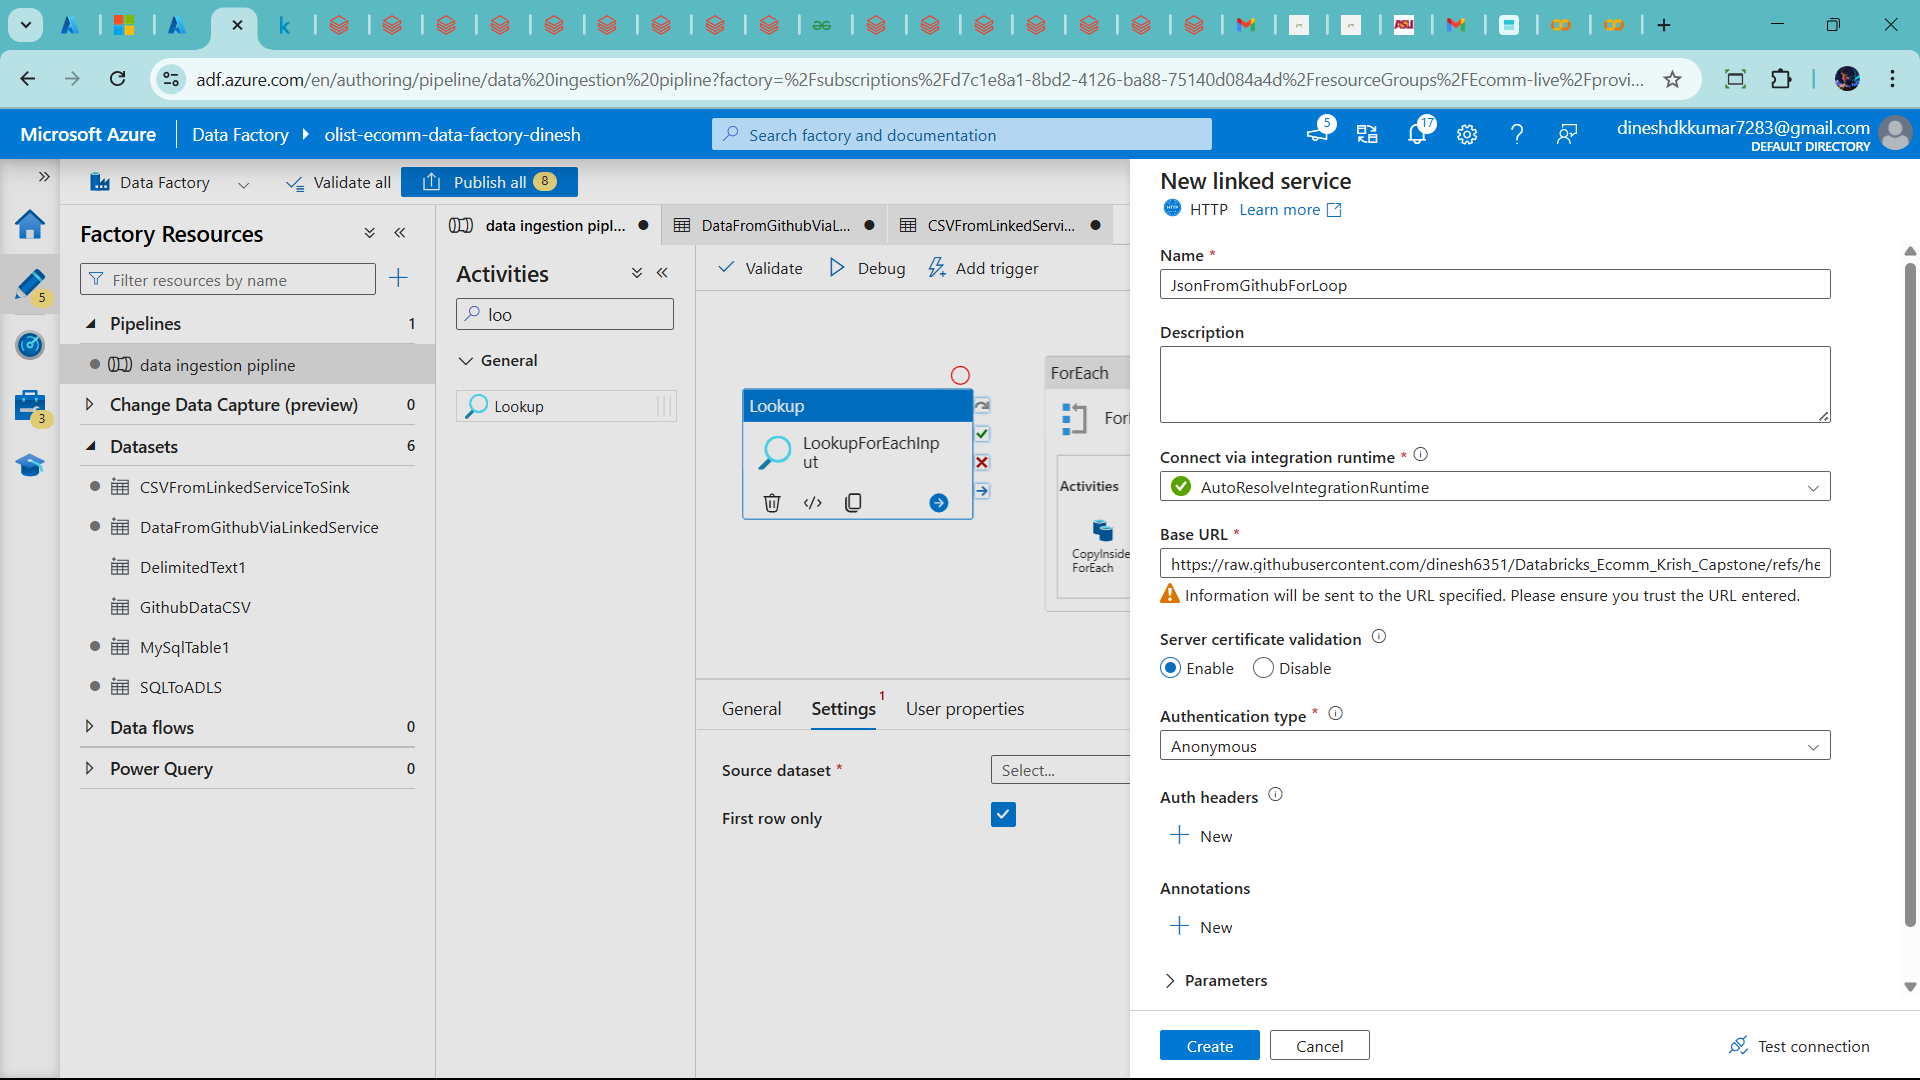 adf.azure.com/en/authoring/pipeline/data%20ingestion%20pipline?factory=%2Fsubscriptions%2Fd7c1e8a1-8bd2-4126-ba88-75140d084a4d%2FresourceGroups%2FEcomm-live%2Fprovi...
Microsoft Azure
Data Factory
olist-ecomm-data-factory-dinesh
Search factory and documentation
5
17
dineshdkkumar7283@gmail.com
DEFAULT DIRECTORY
Data Factory
Validate all
Publish all
8
5
3
Factory Resources
Filter resources by name
Pipelines
1
data ingestion pipline
Change Data Capture (preview)
0
Datasets
6
CSVFromLinkedServiceToSink
DataFromGithubViaLinkedService
DelimitedText1
GithubDataCSV
MySqlTable1
SQLToADLS
Data flows
0
Power Query
0
data ingestion pipl...
DataFromGithubViaL...
CSVFromLinkedServi...
Activities
loo
General
Lookup
Validate
Debug
Add trigger
Lookup
LookupForEachInp
ut
ForEach
For
Activities
CopyInside
ForEach
General
Settings
1
User properties
Source dataset *
Select...
First row only
New linked service
HTTP
Learn more
Name *
JsonFromGithubForLoop
Description
Connect via integration runtime *
AutoResolveIntegrationRuntime
Base URL *
https://raw.githubusercontent.com/dinesh6351/Databricks_Ecomm_Krish_Capstone/refs/he
Information will be sent to the URL specified. Please ensure you trust the URL entered.
Server certificate validation
Enable
Disable
Authentication type *
Anonymous
Auth headers
New
Annotations
New
Parameters
Create
Cancel
Test connection